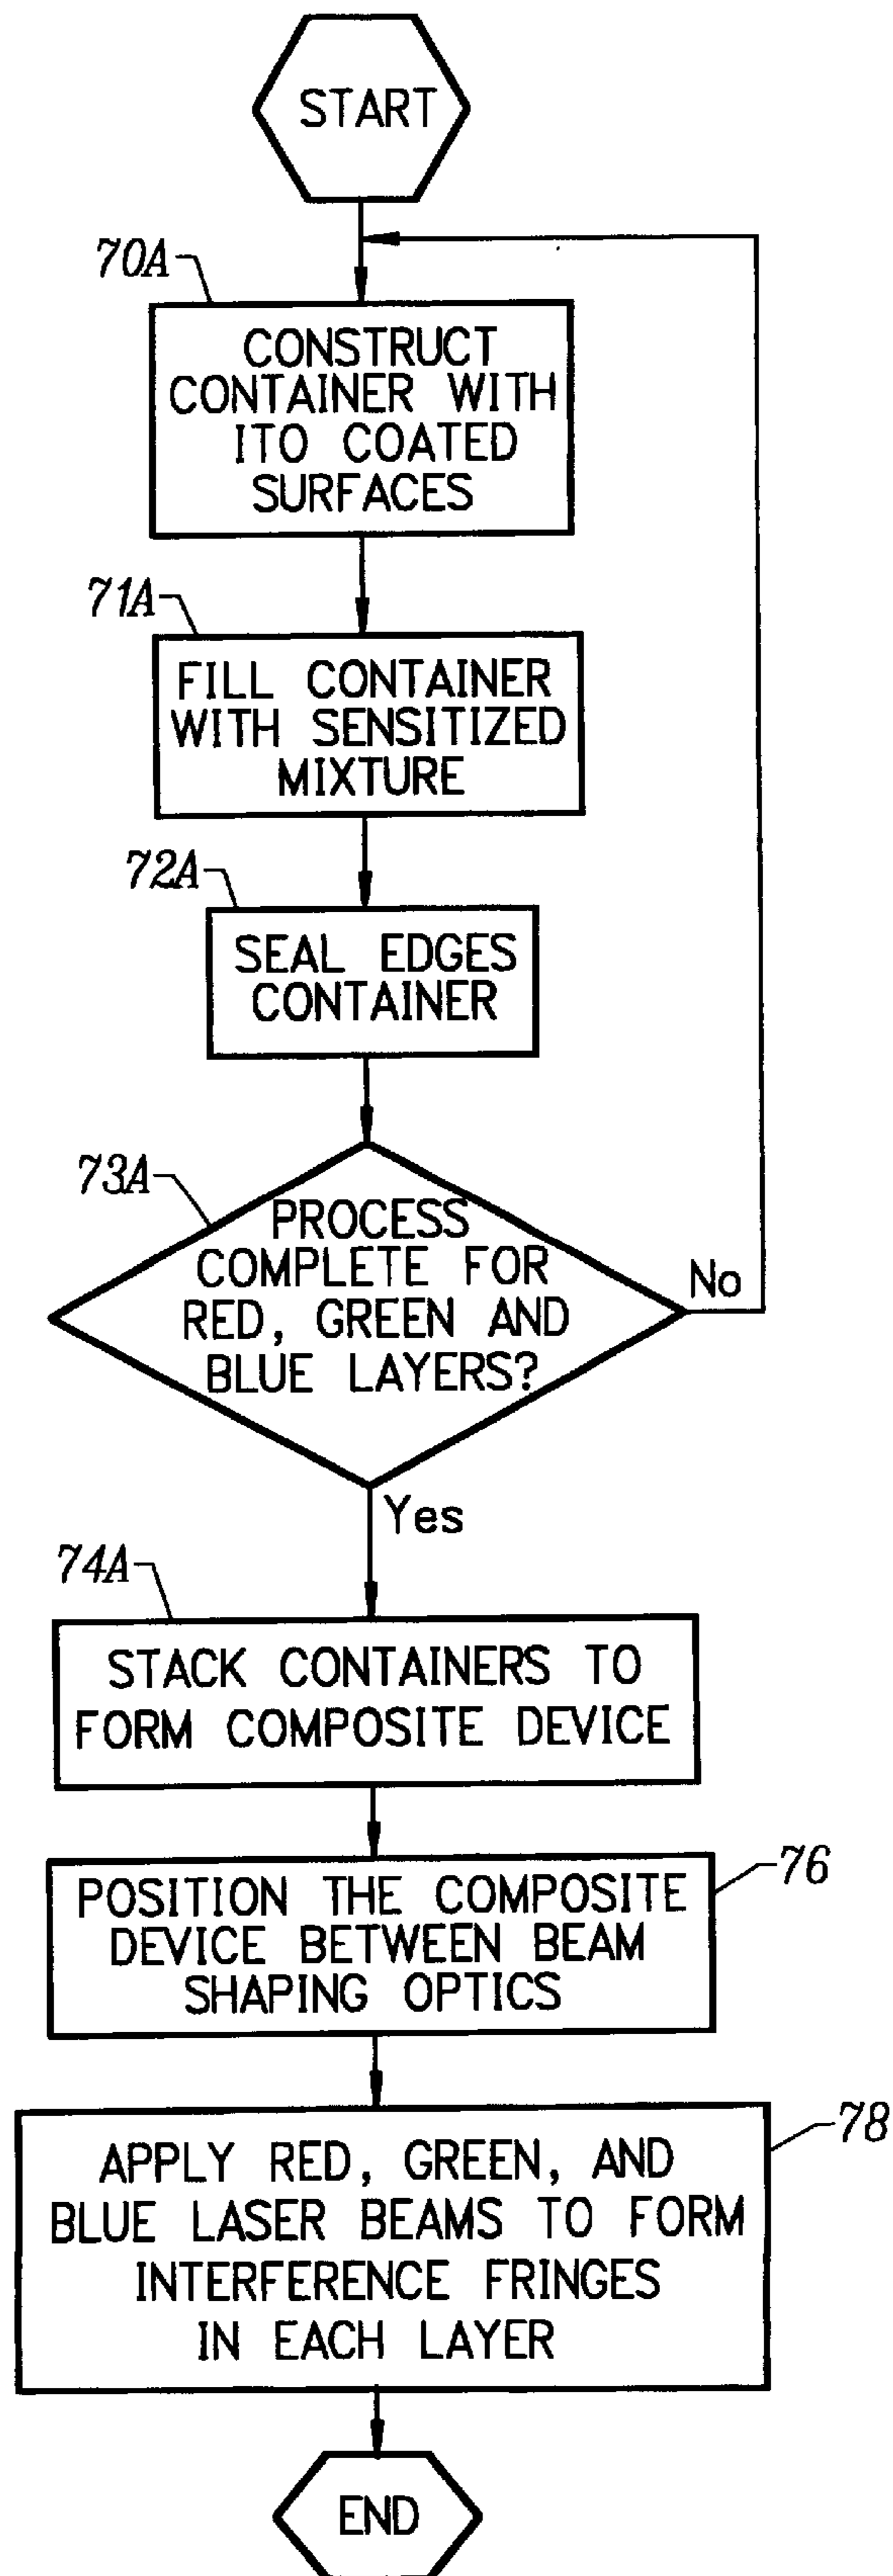 START
70A
CONSTRUCT
CONTAINER WITH
ITO COATED
SURFACES
71A
FILL CONTAINER
WITH SENSITIZED
MIXTURE
72A
SEAL EDGES
CONTAINER
73A
PROCESS
COMPLETE FOR
RED, GREEN AND
BLUE LAYERS?
No
Yes
74A
STACK CONTAINERS TO
FORM COMPOSITE DEVICE
76
POSITION THE COMPOSITE
DEVICE BETWEEN BEAM
SHAPING OPTICS
78
APPLY RED, GREEN, AND
BLUE LASER BEAMS TO FORM
INTERFERENCE FRINGES
IN EACH LAYER
END